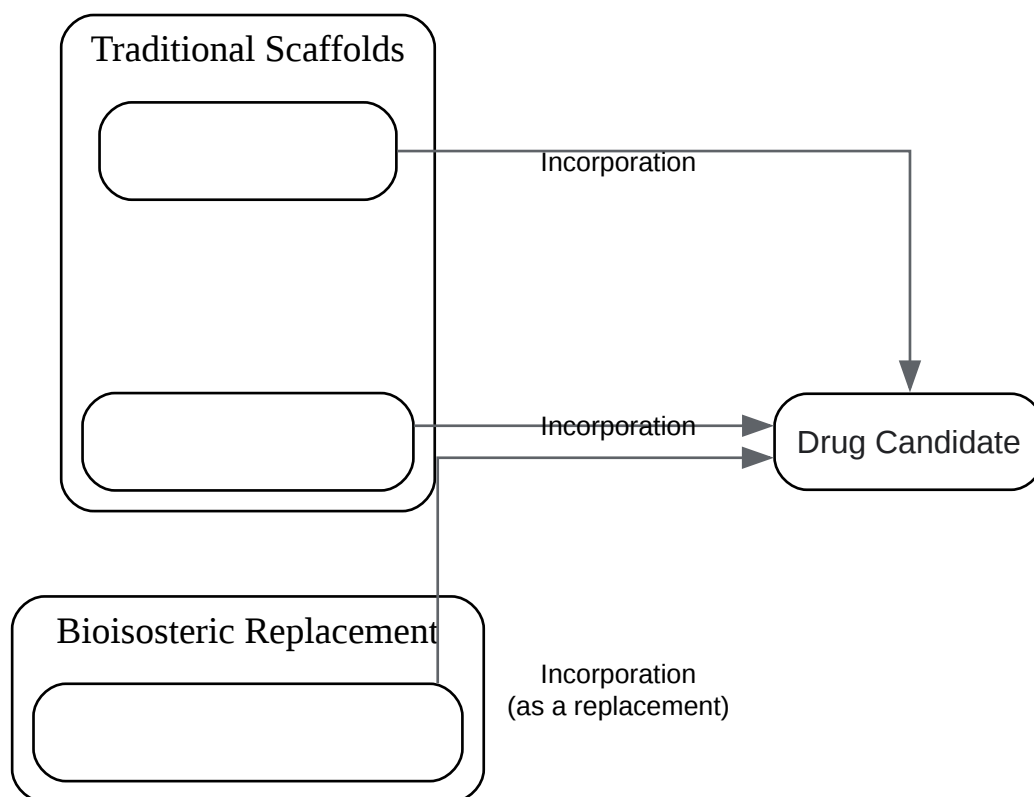 Traditional Scaffolds
Incorporation
Incorporation
Drug Candidate
Bioisosteric Replacement
Incorporation
(as a replacement)